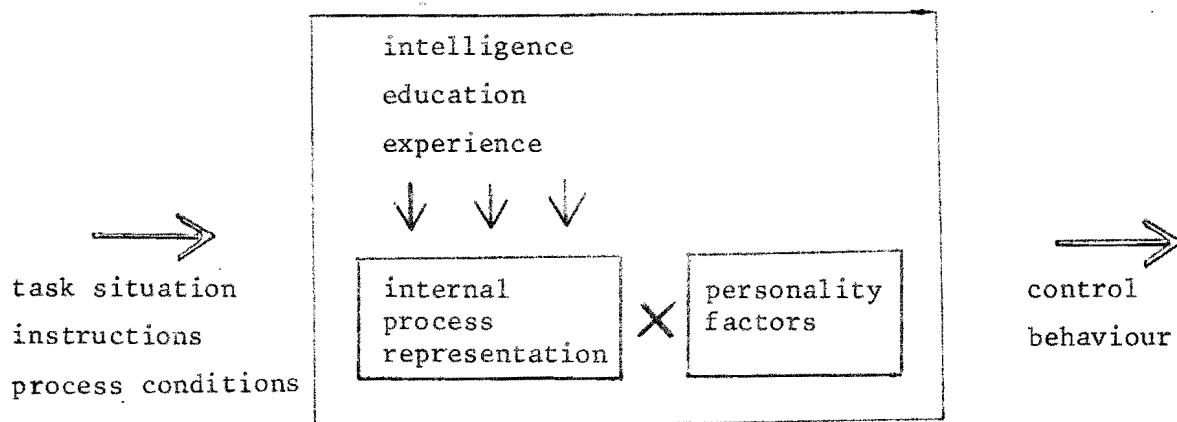 intelligence
education
experience
task situation
instructions
process conditions
internal
process
representation
×
personality
factors
control
behaviour